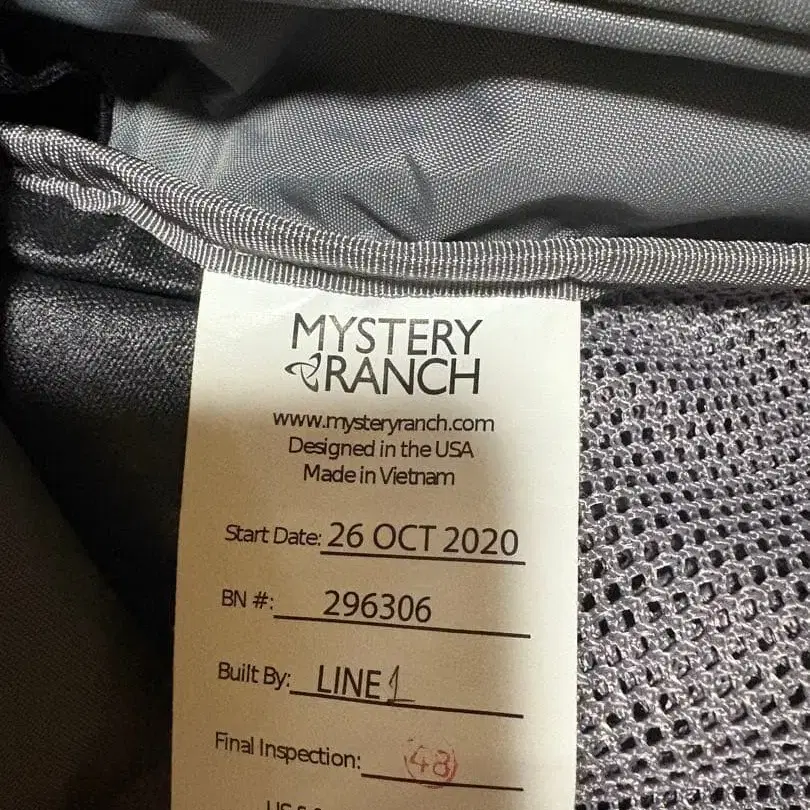 MYSTERY
RANCH
www.mysteryranch.com
Designed in the USA
Made in Vietnam
Start Date: 26 OCT 2020
BN #: 296306
Built By: LINE 1
Final Inspection: 48